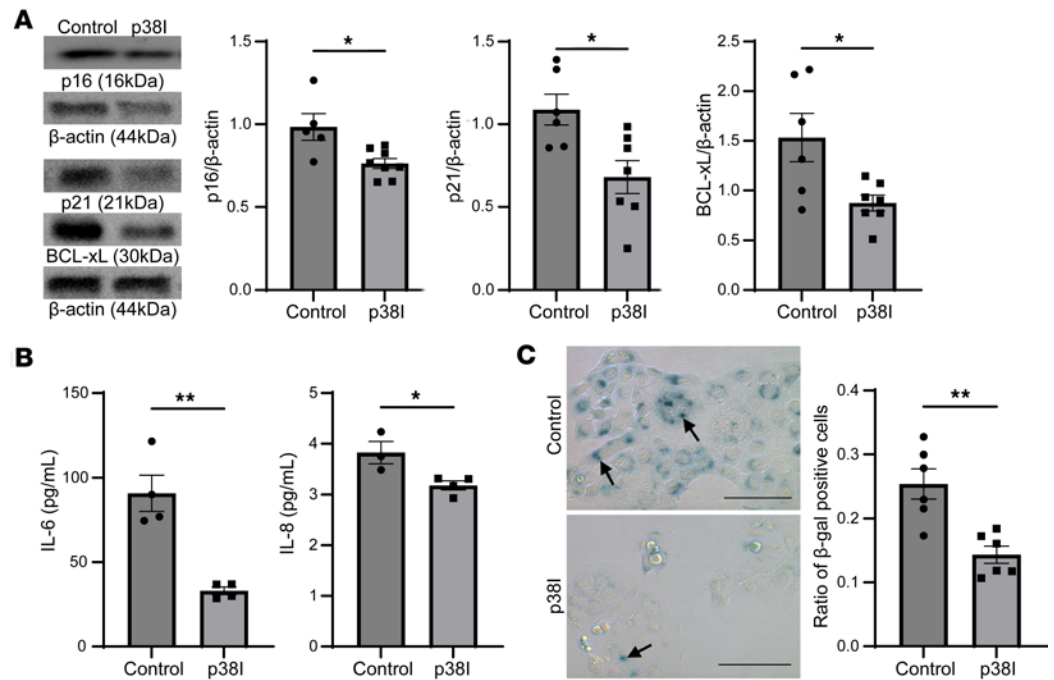 A
Control p38I
p16 (16kDa)
β-actin (44kDa)
p21 (21kDa)
BCL-xL (30kDa)
β-actin (44kDa)
p16/β-actin
1.5
1.0
0.5
0.0
*
Control p38I
p21/β-actin
1.5
1.0
0.5
0.0
*
Control p38I
BCL-xL/β-actin
2.5
2.0
1.5
1.0
0.5
0.0
*
Control p38I
B
IL-6 (pg/mL)
150
100
50
0
**
Control p38I
IL-8 (pg/mL)
5
4
3
2
1
0
*
Control p38I
C
Control
p38I
Ratio of β-gal positive cells
0.4
0.3
0.2
0.1
0.0
**
Control p38I